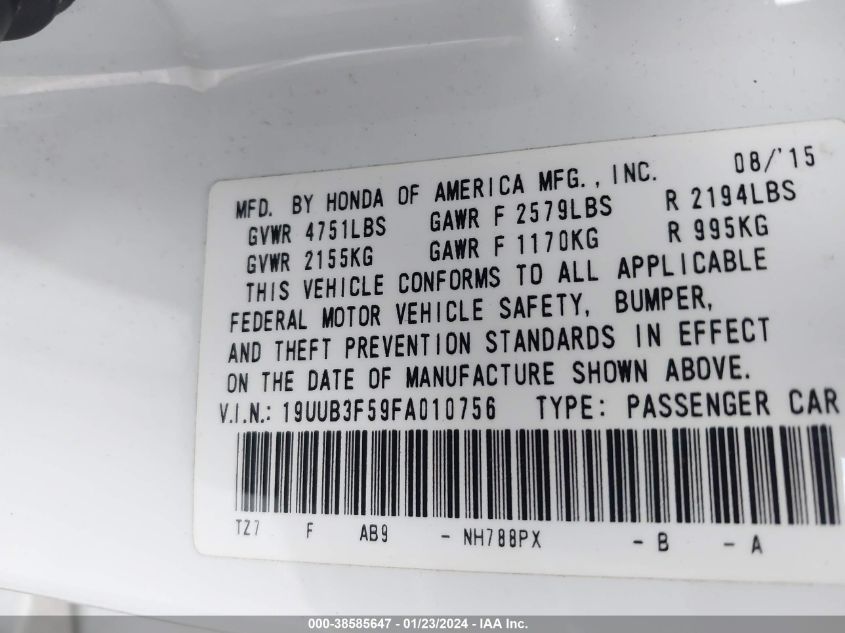 MFD. BY HONDA OF AMERICA MFG., INC. 08/'15
GVWR 4751LBS GAWR F 2579LBS R 2194LBS
GVWR 2155KG GAWR F 1170KG R 995KG
THIS VEHICLE CONFORMS TO ALL APPLICABLE
FEDERAL MOTOR VEHICLE SAFETY, BUMPER,
AND THEFT PREVENTION STANDARDS IN EFFECT
ON THE DATE OF MANUFACTURE SHOWN ABOVE.
V.I.N.: 19UUB3F59FA010756 TYPE: PASSENGER CAR
TZ7 F AB9 - NH788PX - B - A
000-38585647 / 01/23/2024 - IAA Inc.